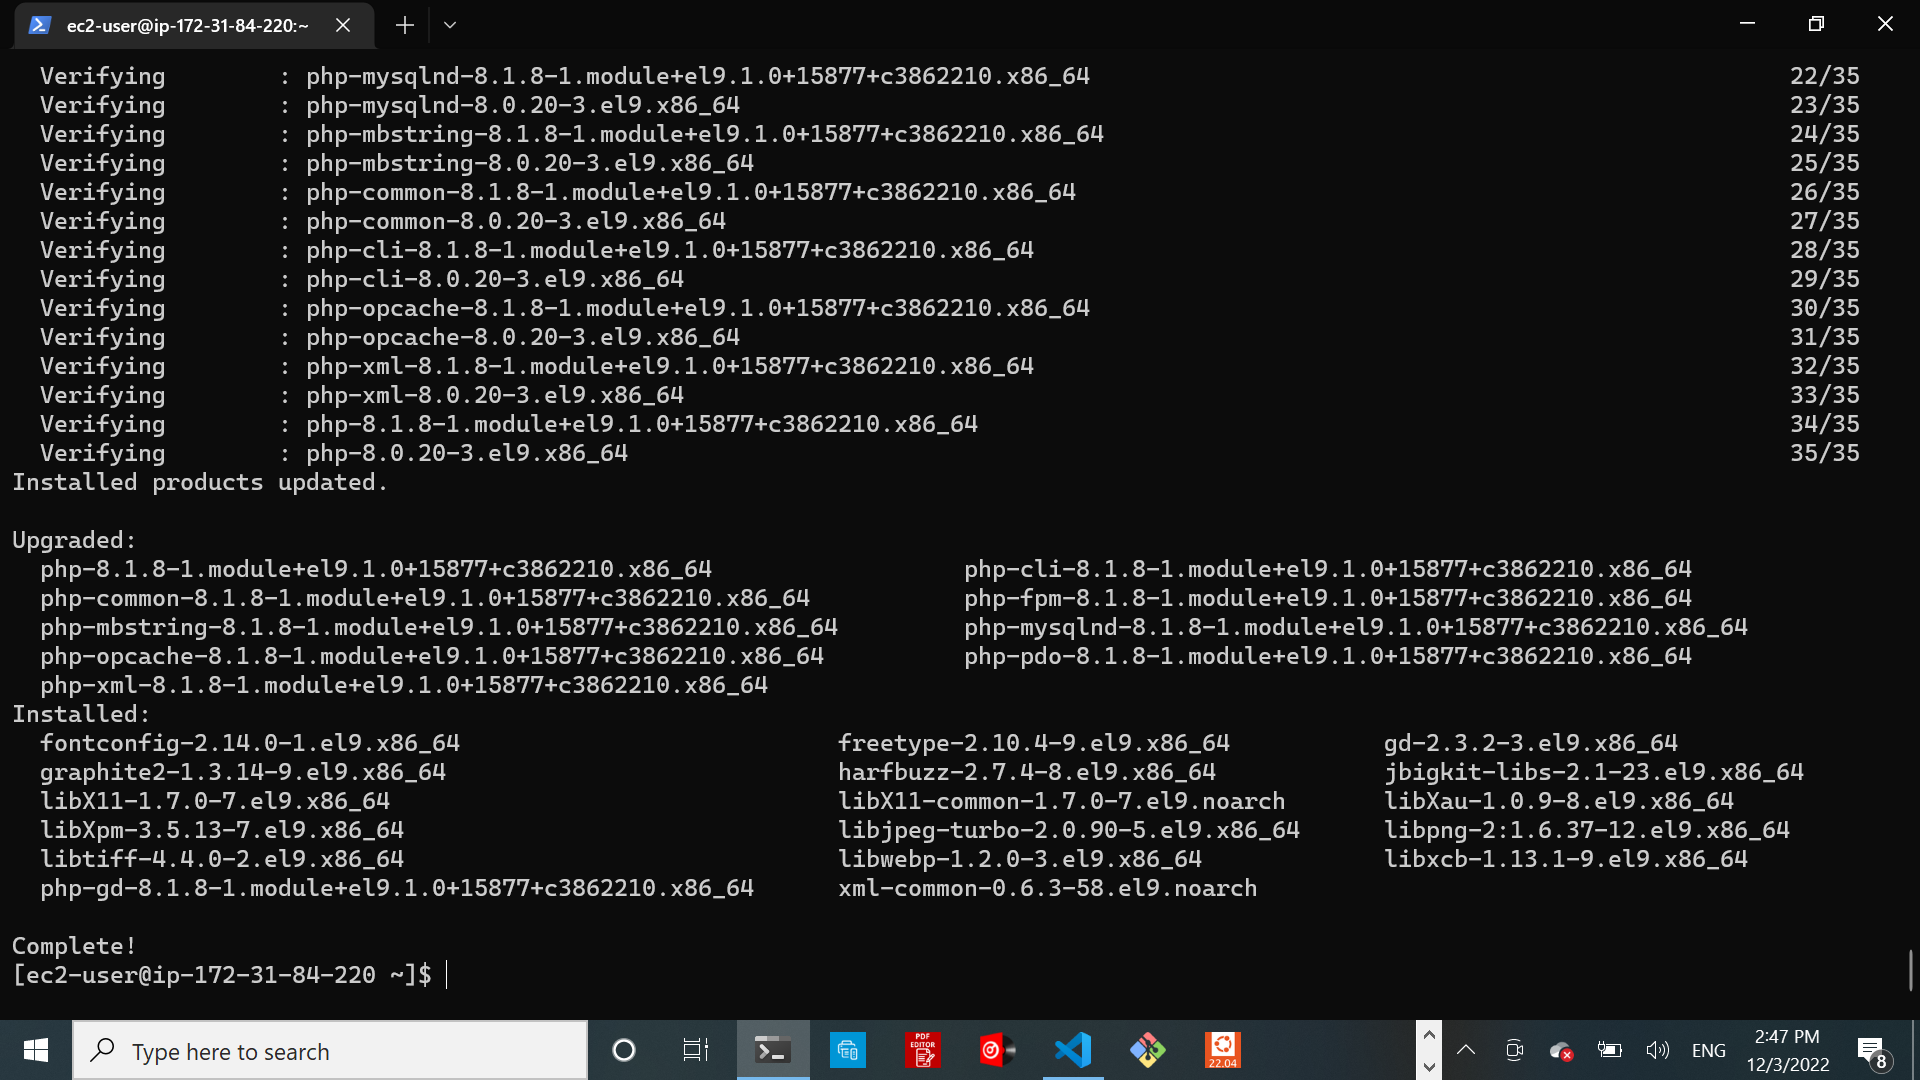 ec2-user@ip-172-31-84-220:~
Verifying : php-mysqlnd-8.1.8-1.module+el9.1.0+15877+c3862210.x86_64 22/35
Verifying : php-mysqlnd-8.0.20-3.el9.x86_64 23/35
Verifying : php-mbstring-8.1.8-1.module+el9.1.0+15877+c3862210.x86_64 24/35
Verifying : php-mbstring-8.0.20-3.el9.x86_64 25/35
Verifying : php-common-8.1.8-1.module+el9.1.0+15877+c3862210.x86_64 26/35
Verifying : php-common-8.0.20-3.el9.x86_64 27/35
Verifying : php-cli-8.1.8-1.module+el9.1.0+15877+c3862210.x86_64 28/35
Verifying : php-cli-8.0.20-3.el9.x86_64 29/35
Verifying : php-opcache-8.1.8-1.module+el9.1.0+15877+c3862210.x86_64 30/35
Verifying : php-opcache-8.0.20-3.el9.x86_64 31/35
Verifying : php-xml-8.1.8-1.module+el9.1.0+15877+c3862210.x86_64 32/35
Verifying : php-xml-8.0.20-3.el9.x86_64 33/35
Verifying : php-8.1.8-1.module+el9.1.0+15877+c3862210.x86_64 34/35
Verifying : php-8.0.20-3.el9.x86_64 35/35
Installed products updated.
Upgraded:
php-8.1.8-1.module+el9.1.0+15877+c3862210.x86_64 php-cli-8.1.8-1.module+el9.1.0+15877+c3862210.x86_64
php-common-8.1.8-1.module+el9.1.0+15877+c3862210.x86_64 php-fpm-8.1.8-1.module+el9.1.0+15877+c3862210.x86_64
php-mbstring-8.1.8-1.module+el9.1.0+15877+c3862210.x86_64 php-mysqlnd-8.1.8-1.module+el9.1.0+15877+c3862210.x86_64
php-opcache-8.1.8-1.module+el9.1.0+15877+c3862210.x86_64 php-pdo-8.1.8-1.module+el9.1.0+15877+c3862210.x86_64
php-xml-8.1.8-1.module+el9.1.0+15877+c3862210.x86_64
Installed:
fontconfig-2.14.0-1.el9.x86_64 freetype-2.10.4-9.el9.x86_64 gd-2.3.2-3.el9.x86_64
graphite2-1.3.14-9.el9.x86_64 harfbuzz-2.7.4-8.el9.x86_64 jbigkit-libs-2.1-23.el9.x86_64
libX11-1.7.0-7.el9.x86_64 libX11-common-1.7.0-7.el9.noarch libXau-1.0.9-8.el9.x86_64
libXpm-3.5.13-7.el9.x86_64 libjpeg-turbo-2.0.90-5.el9.x86_64 libpng-2:1.6.37-12.el9.x86_64
libtiff-4.4.0-2.el9.x86_64 libwebp-1.2.0-3.el9.x86_64 libxcb-1.13.1-9.el9.x86_64
php-gd-8.1.8-1.module+el9.1.0+15877+c3862210.x86_64 xml-common-0.6.3-58.el9.noarch
Complete!
[ec2-user@ip-172-31-84-220 ~]$
Type here to search
PDF EDITOR
22.04
ENG
2:47 PM
12/3/2022
8